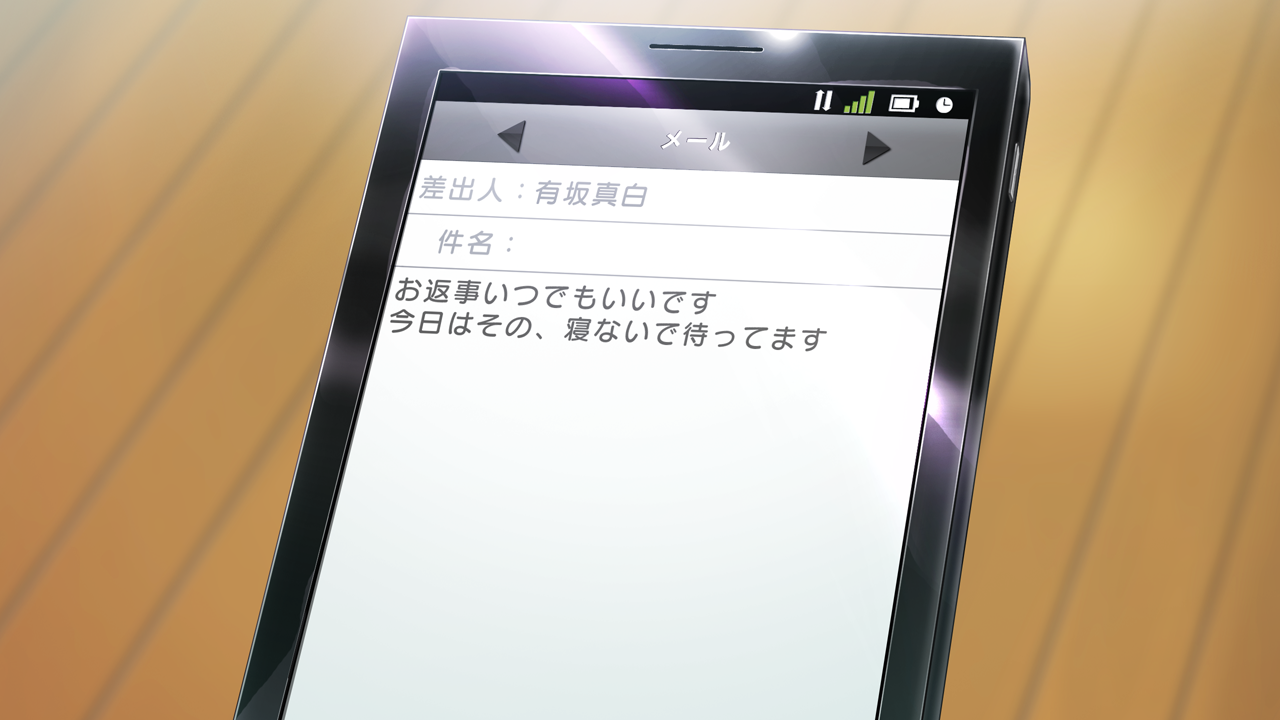 メール
差出人：有坂真白
件名：
お返事いつでもいいです
今日はその、寝ないで待ってます